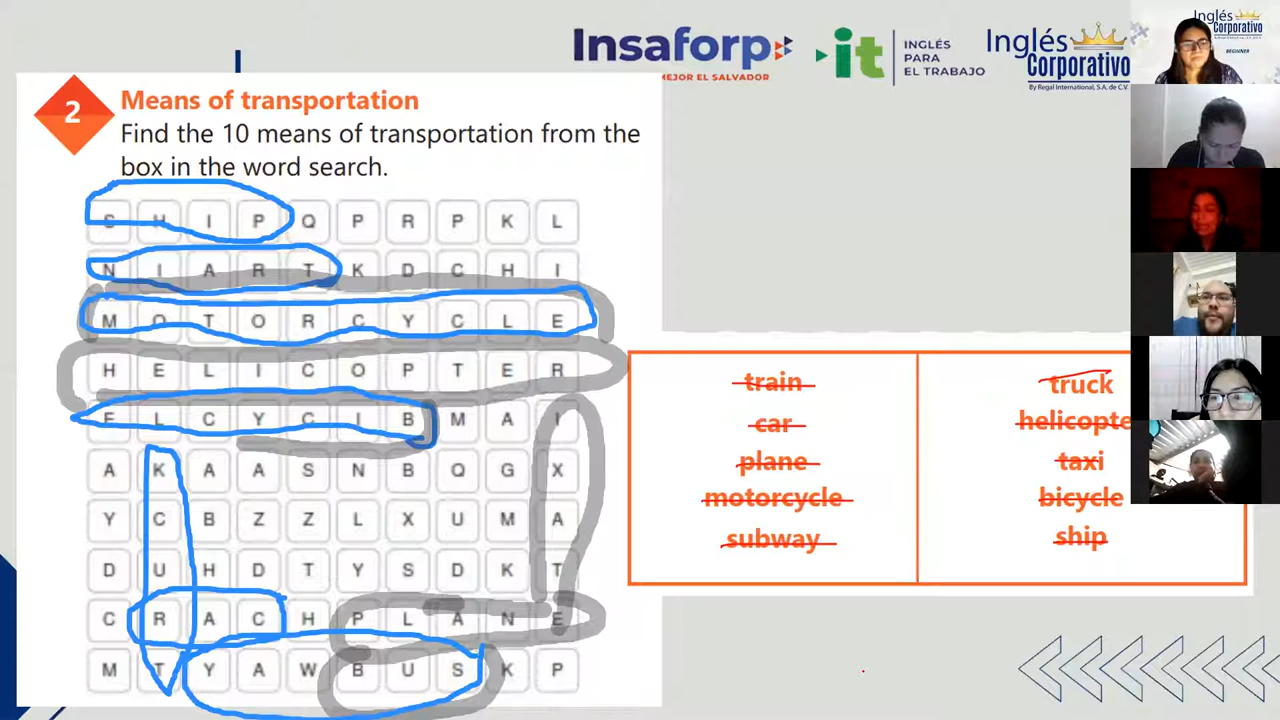 Insaforp
MEJOR EL SALVADOR
it
INGLÉS
PARA
EL TRABAJO
Inglés
Corporativo
By Regal International, S.A. de C.V.
Inglés
Corporativo
BEGINNER
2
Means of transportation
Find the 10 means of transportation from the
box in the word search.
S H I P Q P R P K L
N I A R T K D C H I
M O T O R C Y C L E
H E L I C O P T E R
E L C Y C I B M A I
A K A A S N B Q G X
Y C B Z Z L X U M A
D U H D T Y S D K T
C R A C H P L A N E
M T Y A W B U S K P
train truck
car helicopte
plane taxi
motorcycle bicycle
subway ship